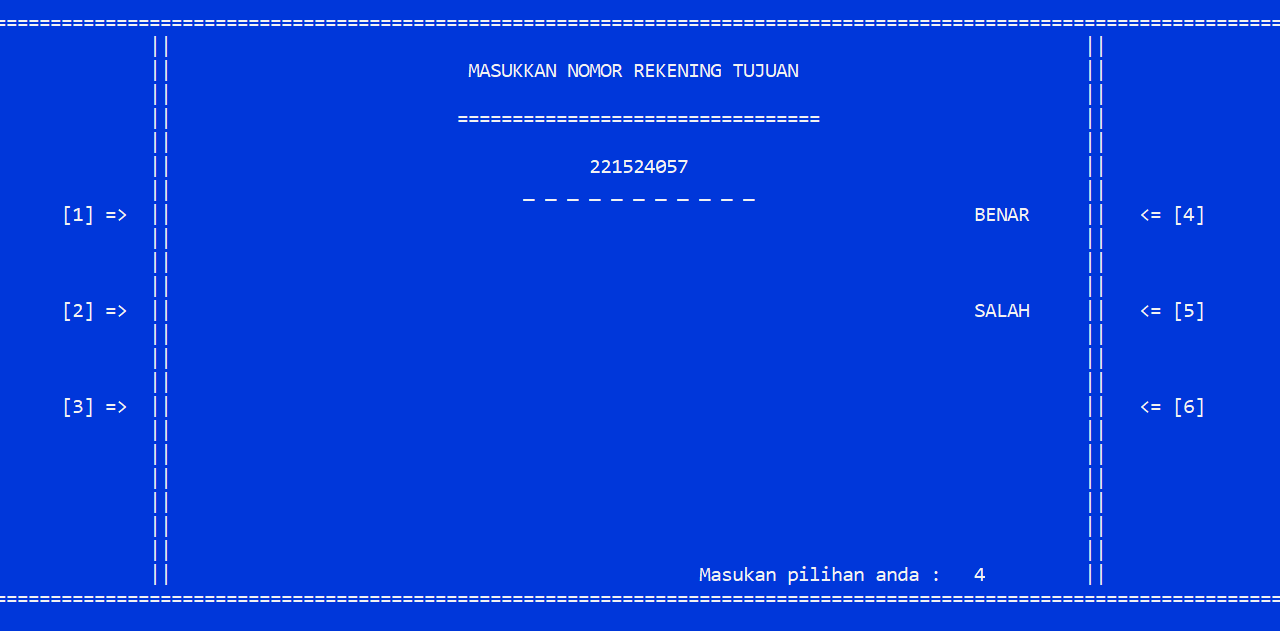 MASUKKAN NOMOR REKENING TUJUAN
=================================
221524057
_ _ _ _ _ _ _ _ _ _ _
[1] => BENAR <= [4]
[2] => SALAH <= [5]
[3] => <= [6]
Masukan pilihan anda : 4